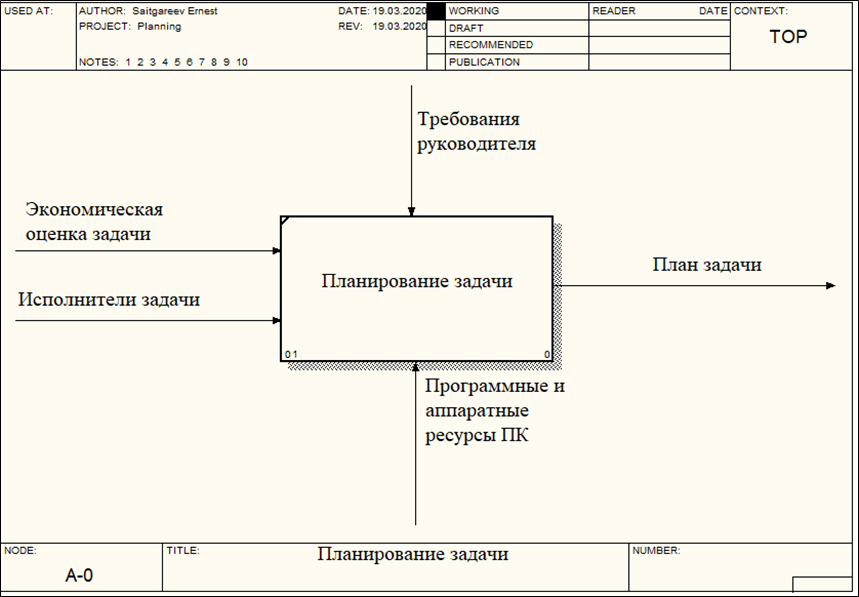 USED AT:
AUTHOR: Saitgareev Ernest
DATE: 19.03.2020
PROJECT: Planning
REV: 19.03.2020
NOTES: 1 2 3 4 5 6 7 8 9 10
WORKING
DRAFT
RECOMMENDED
PUBLICATION
READER
DATE
CONTEXT:
TOP
Требования
руководителя
Экономическая
оценка задачи
Исполнители задачи
Планирование задачи
01
0
План задачи
Программные и
аппаратные
ресурсы ПК
NODE:
A-0
TITLE:
Планирование задачи
NUMBER: